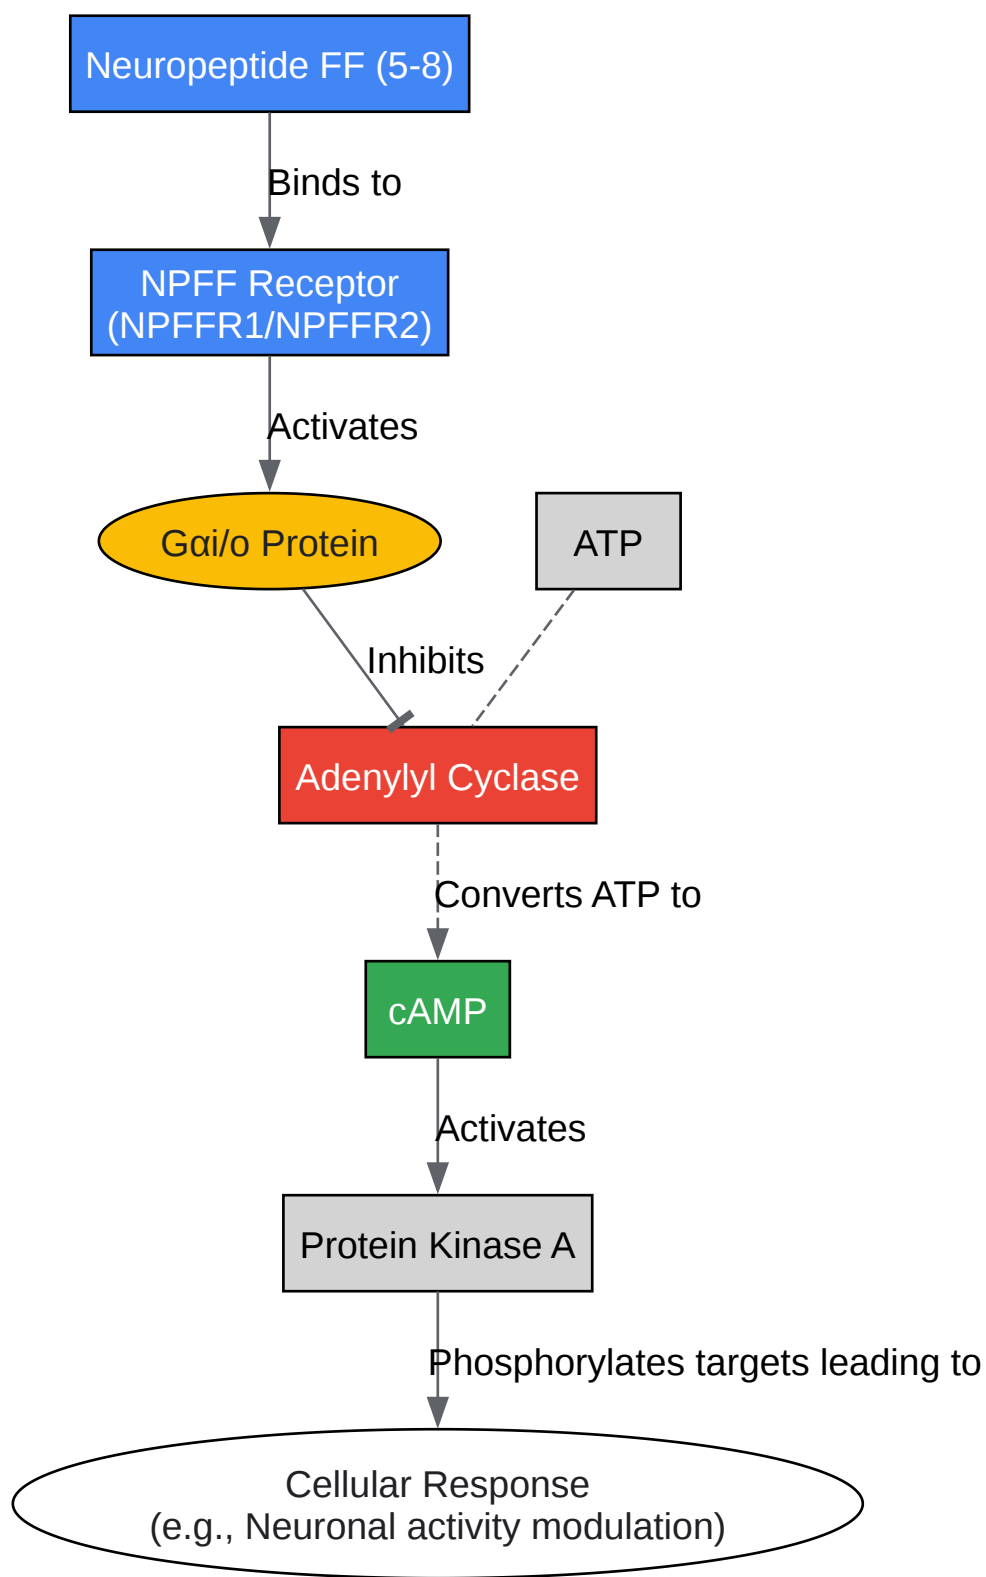 Neuropeptide FF (5-8)
Binds to
NPFF Receptor
(NPFFR1/NPFFR2)
Activates
Gαi/o Protein
ATP
Inhibits
Adenylyl Cyclase
Converts ATP to
cAMP
Activates
Protein Kinase A
Phosphorylates targets leading to
Cellular Response
(e.g., Neuronal activity modulation)